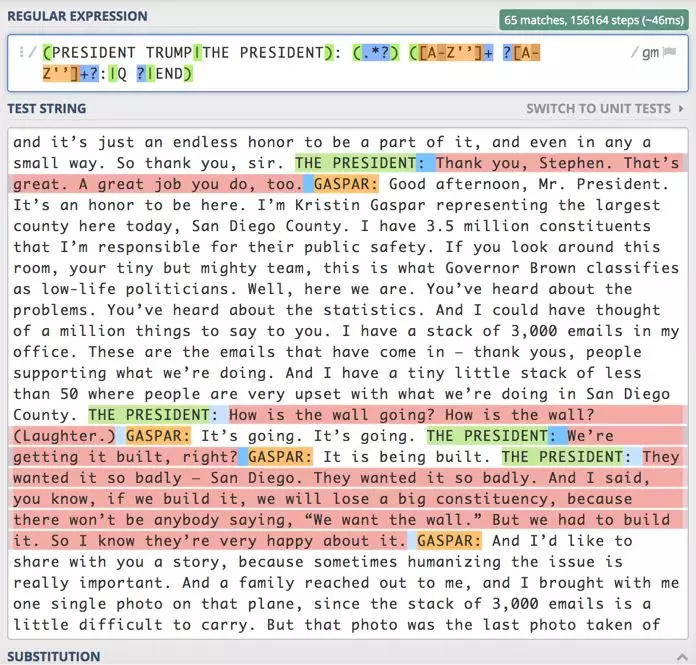 REGULAR EXPRESSION
65 matches, 156164 steps (~46ms)
/ (PRESIDENT TRUMP|THE PRESIDENT): (.*?) ([A-Z'’]+ ?[A-
Z'’]+?:|Q ?|END)
/ gm
TEST STRING
SWITCH TO UNIT TESTS
and it’s just an endless honor to be a part of it, and even in any a
small way. So thank you, sir. THE PRESIDENT: Thank you, Stephen. That’s
great. A great job you do, too. GASPAR: Good afternoon, Mr. President.
It’s an honor to be here. I’m Kristin Gaspar representing the largest
county here today, San Diego County. I have 3.5 million constituents
that I’m responsible for their public safety. If you look around this
room, your tiny but mighty team, this is what Governor Brown classifies
as low-life politicians. Well, here we are. You’ve heard about the
problems. You’ve heard about the statistics. And I could have thought
of a million things to say to you. I have a stack of 3,000 emails in my
office. These are the emails that have come in — thank yous, people
supporting what we’re doing. And I have a tiny little stack of less
than 50 where people are very upset with what we’re doing in San Diego
County. THE PRESIDENT: How is the wall going? How is the wall?
(Laughter.) GASPAR: It’s going. It’s going. THE PRESIDENT: We’re
getting it built, right? GASPAR: It is being built. THE PRESIDENT: They
wanted it so badly — San Diego. They wanted it so badly. And I said,
you know, if we build it, we will lose a big constituency, because
there won’t be anybody saying, “We want the wall.” But we had to build
it. So I know they’re very happy about it. GASPAR: And I’d like to
share with you a story, because sometimes humanizing the issue is
really important. And a family reached out to me, and I brought with me
one single photo on that plane, since the stack of 3,000 emails is a
little difficult to carry. But that photo was the last photo taken of
SUBSTITUTION